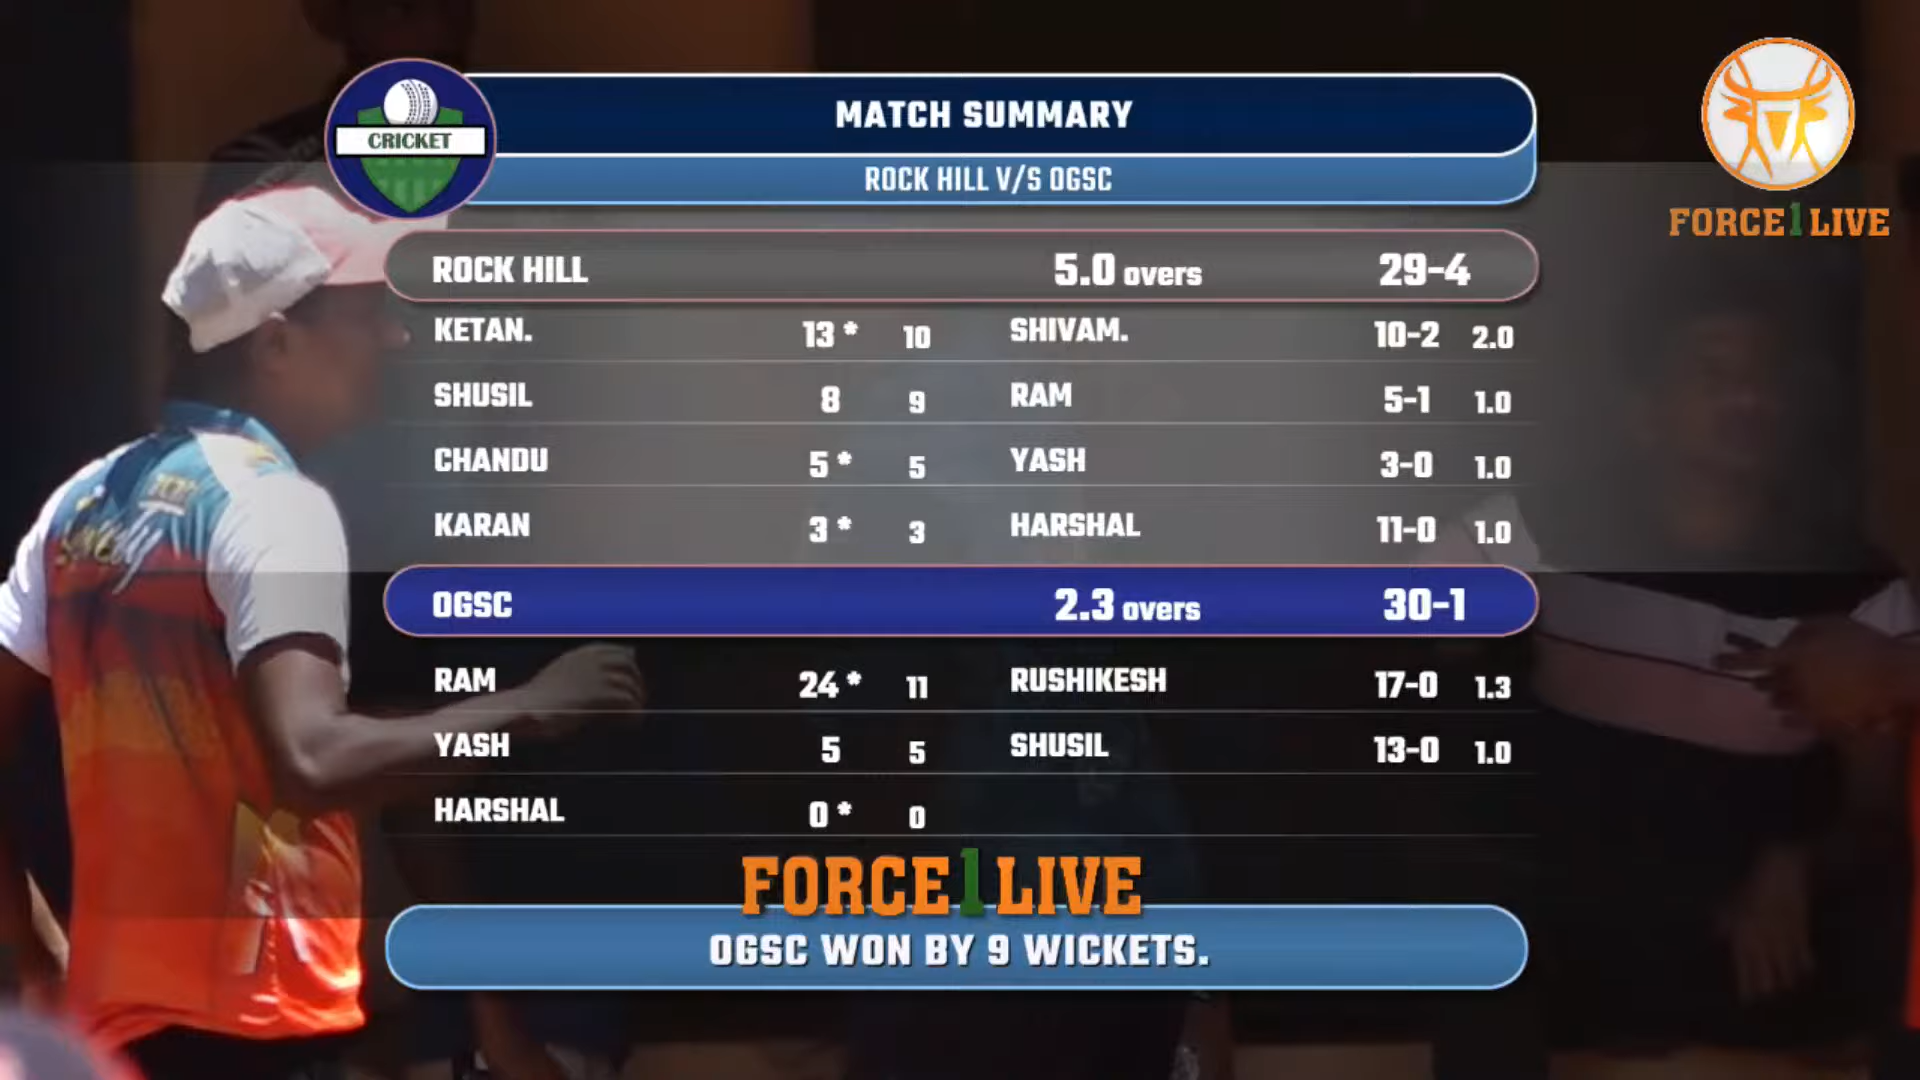 MATCH SUMMARY
CRICKET
ROCK HILL V/S OGSC
FORCE1LIVE
ROCK HILL 5.0 overs 29-4
KETAN. 13 * 10 SHIVAM. 10-2 2.0
SHUSIL 8 9 RAM 5-1 1.0
CHANDU 5 * 5 YASH 3-0 1.0
KARAN 3 * 3 HARSHAL 11-0 1.0
OGSC 2.3 overs 30-1
RAM 24 * 11 RUSHIKESH 17-0 1.3
YASH 5 5 SHUSIL 13-0 1.0
HARSHAL 0 * 0
FORCE1LIVE
OGSC WON BY 9 WICKETS.